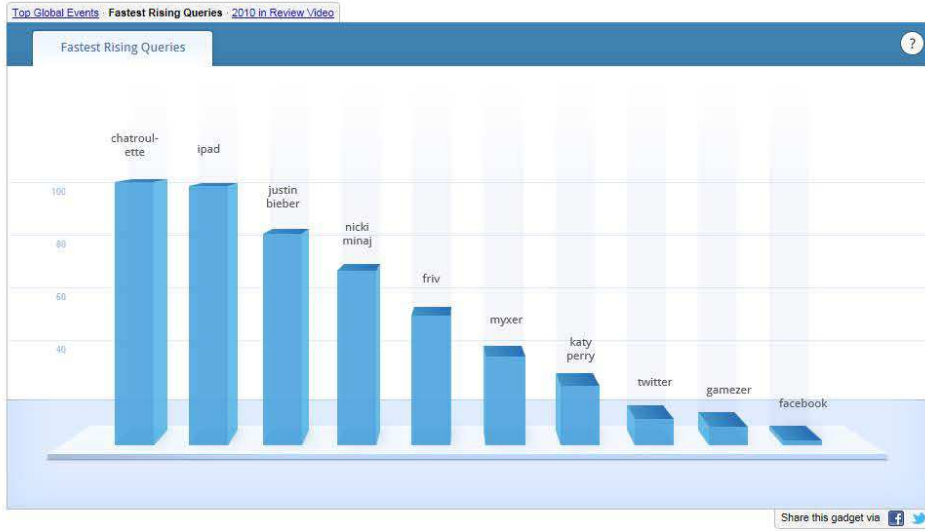 Top Global Events · Fastest Rising Queries · 2010 in Review Video
Fastest Rising Queries
?
chatroul-
ette
ipad
justin
bieber
nicki
minaj
friv
myxer
katy
perry
twitter
gamezer
facebook
100
80
60
40
Share this gadget via